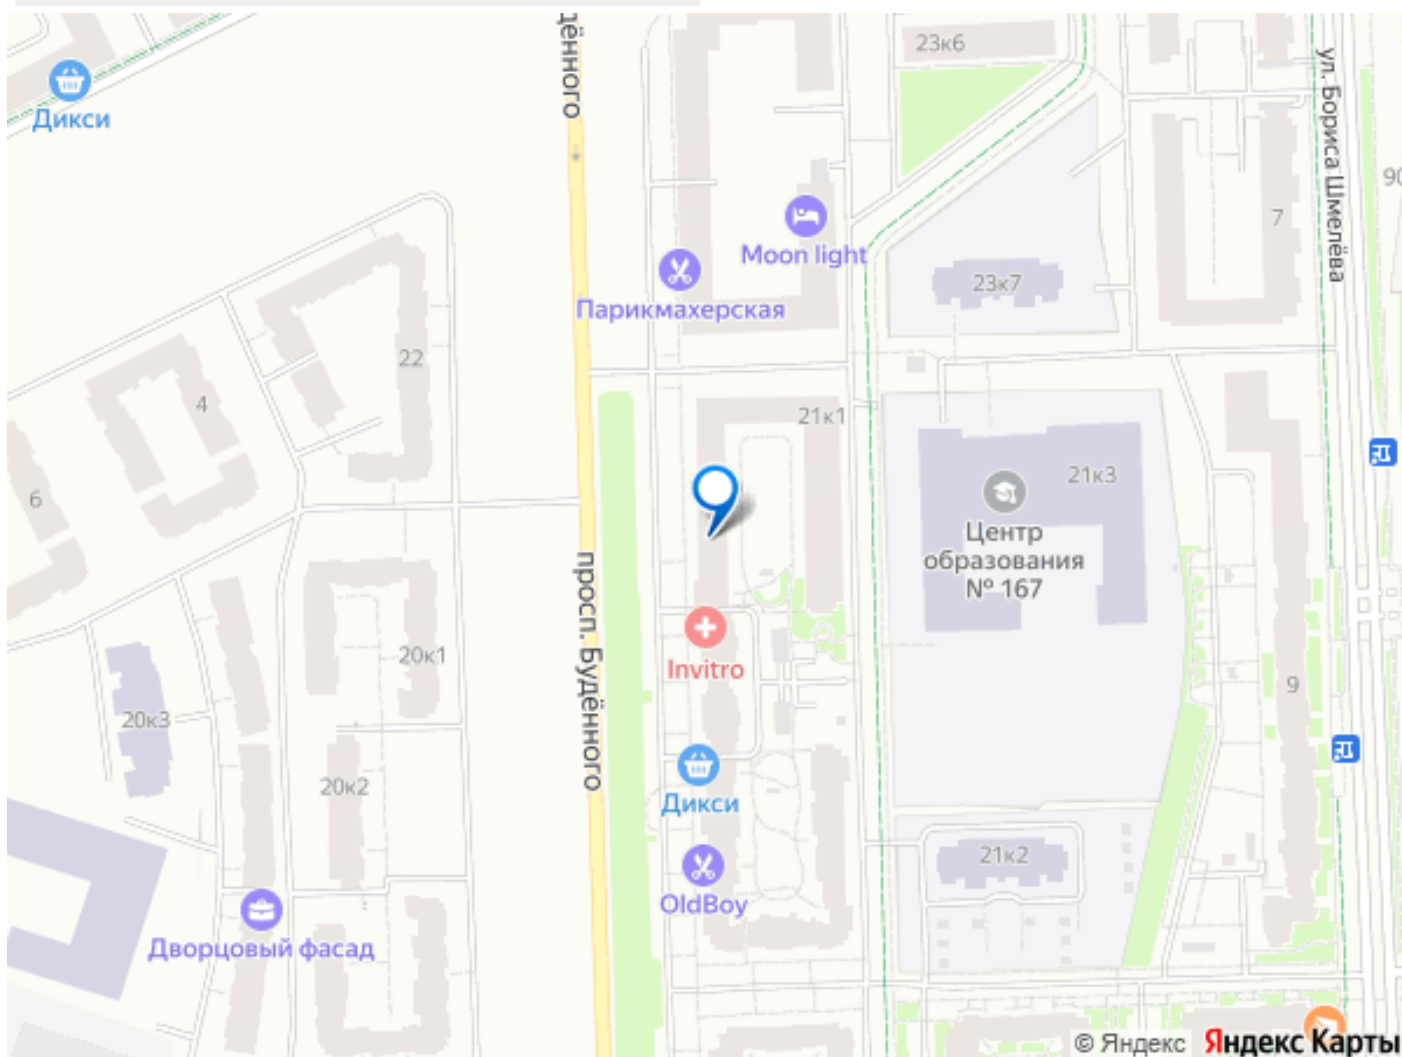 дённого
23к6
ул. Бориса Шмелёва
Дикси
7
Moon light
23к7
Парикмахерская
22
4
21к1
6
21к3
Центр
образования
№ 167
просп. Будённого
Invitro
20к1
9
20к3
20к2
Дикси
21к2
OldBoy
Дворцовый фасад
© Яндекс Яндекс Карты